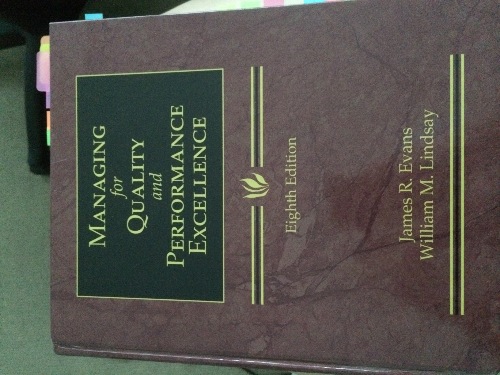 MANAGING
for
QUALITY
and
PERFORMANCE
EXCELLENCE
Eighth Edition
James R. Evans
William M. Lindsay